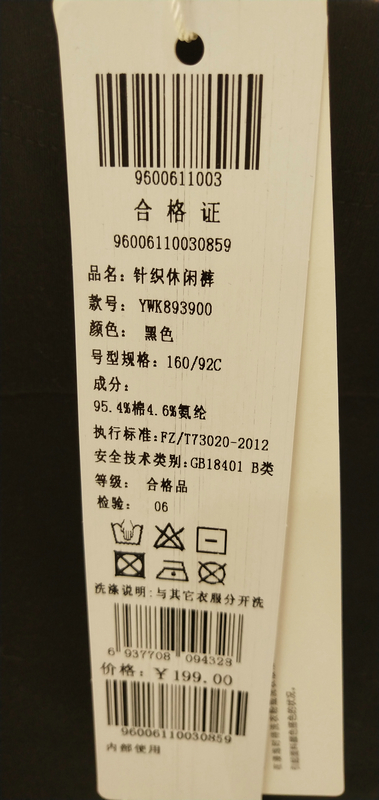 9600611003
合格证
96006110030859
品名: 针织休闲裤
款号: YWK893900
颜色: 黑色
号型规格: 160/92C
成分:
95.4%棉4.6%氨纶
执行标准:FZ/T73020-2012
安全技术类别:GB18401 B类
等级: 合格品
检验: 06
洗涤说明:与其它衣服分开洗
6 937708 094328
价格: ¥199.00
96006110030859
内部使用